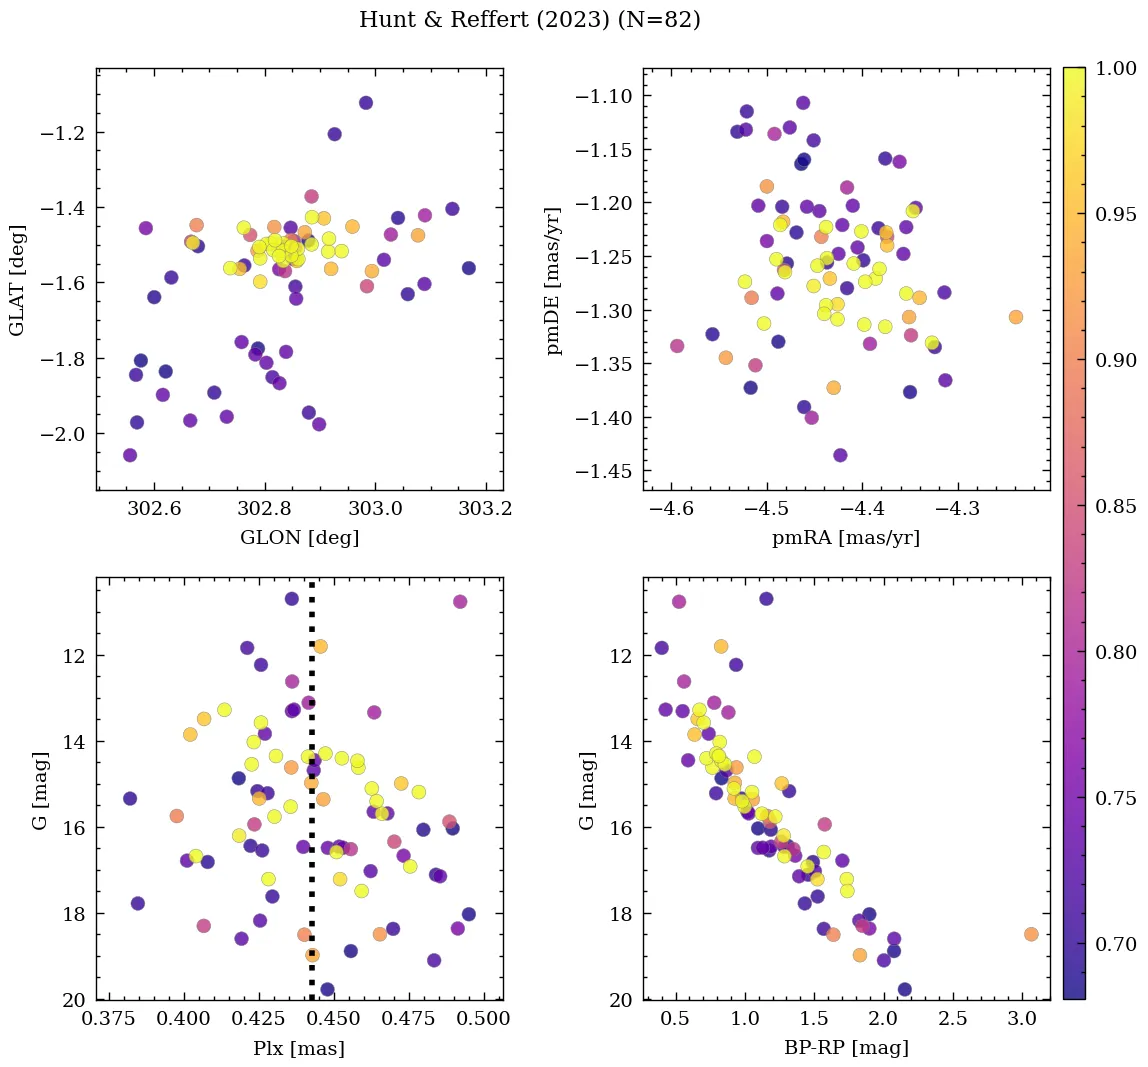 Hunt & Reffert (2023) (N=82)
−1.2
−1.4
−1.6
−1.8
−2.0
GLAT [deg]
302.6 302.8 303.0 303.2
GLON [deg]
−1.10
−1.15
−1.20
−1.25
−1.30
−1.35
−1.40
−1.45
pmDE [mas/yr]
−4.6 −4.5 −4.4 −4.3
pmRA [mas/yr]
1.00
0.95
0.90
0.85
0.80
0.75
0.70
12
14
16
18
20
G [mag]
0.375 0.400 0.425 0.450 0.475 0.500
Plx [mas]
12
14
16
18
20
G [mag]
0.5 1.0 1.5 2.0 2.5 3.0
BP-RP [mag]